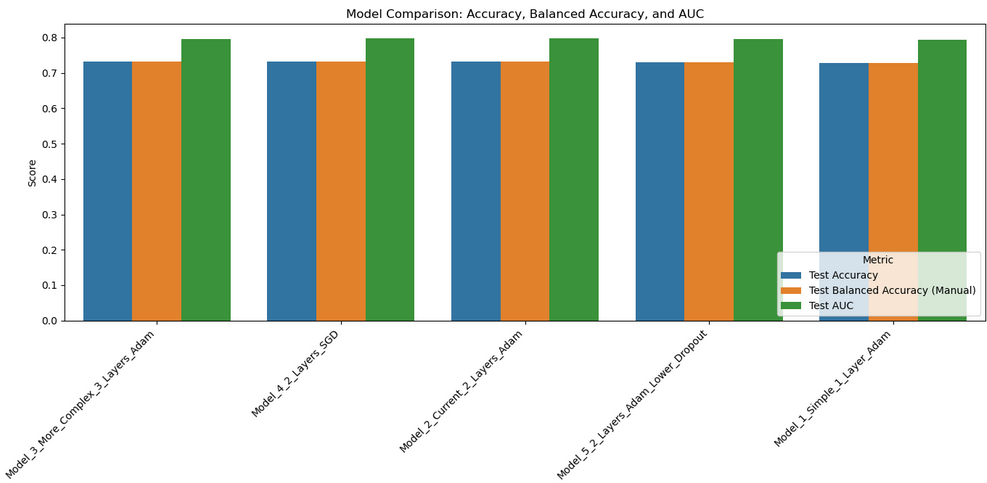 Model Comparison: Accuracy, Balanced Accuracy, and AUC
Score
0.8
0.7
0.6
0.5
0.4
0.3
0.2
0.1
0.0
Metric
Test Accuracy
Test Balanced Accuracy (Manual)
Test AUC
Model_3_More_Complex_3_Layers_Adam
Model_4_2_Layers_SGD
Model_2_Current_2_Layers_Adam
Model_5_2_Layers_Adam_Lower_Dropout
Model_1_Simple_1_Layer_Adam